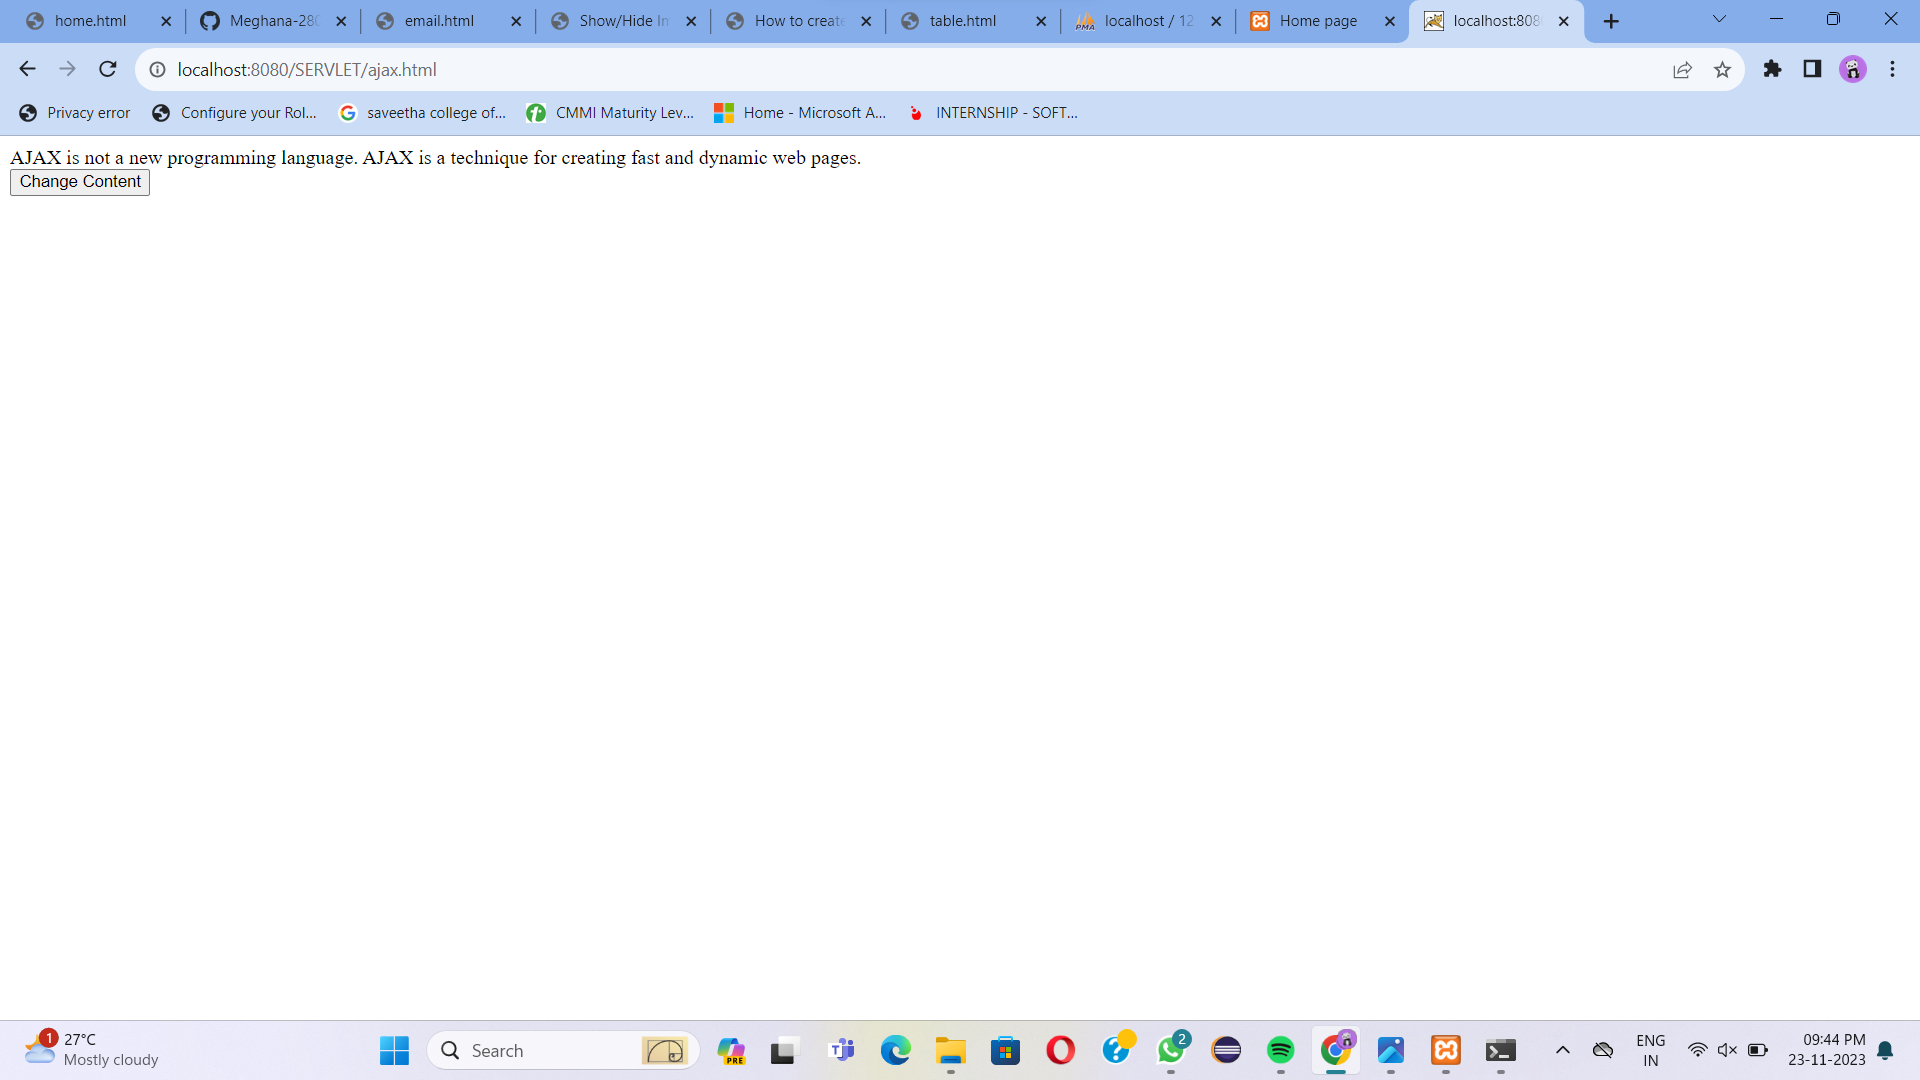 home.html
Meghana-280
email.html
Show/Hide Im
How to create
table.html
localhost / 12
Home page
localhost:808
localhost:8080/SERVLET/ajax.html
Privacy error
Configure your Rol...
saveetha college of...
CMMI Maturity Lev...
Home - Microsoft A...
INTERNSHIP - SOFT...
AJAX is not a new programming language. AJAX is a technique for creating fast and dynamic web pages.
Change Content
1
27°C
Mostly cloudy
Search
PRE
2
ENG
IN
09:44 PM
23-11-2023